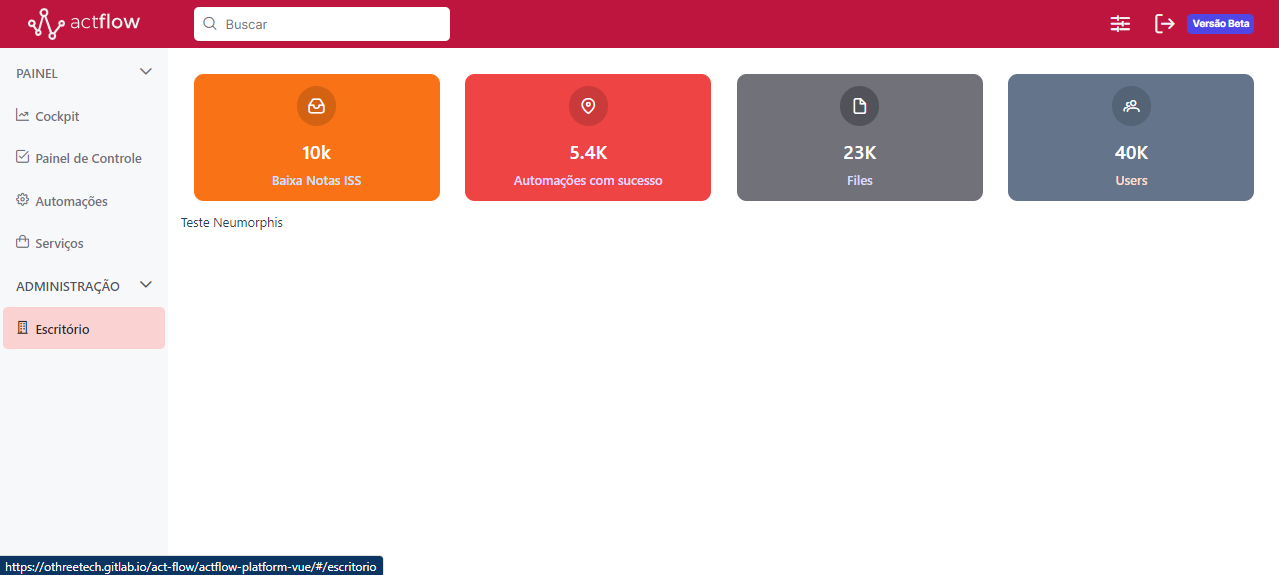 actflow
Buscar
Versão Beta
PAINEL
Cockpit
Painel de Controle
Automações
Serviços
ADMINISTRAÇÃO
Escritório
10k
Baixa Notas ISS
5.4K
Automações com sucesso
23K
Files
40K
Users
Teste Neumorphis
https://othreetech.gitlab.io/act-flow/actflow-platform-vue/#/escritorio